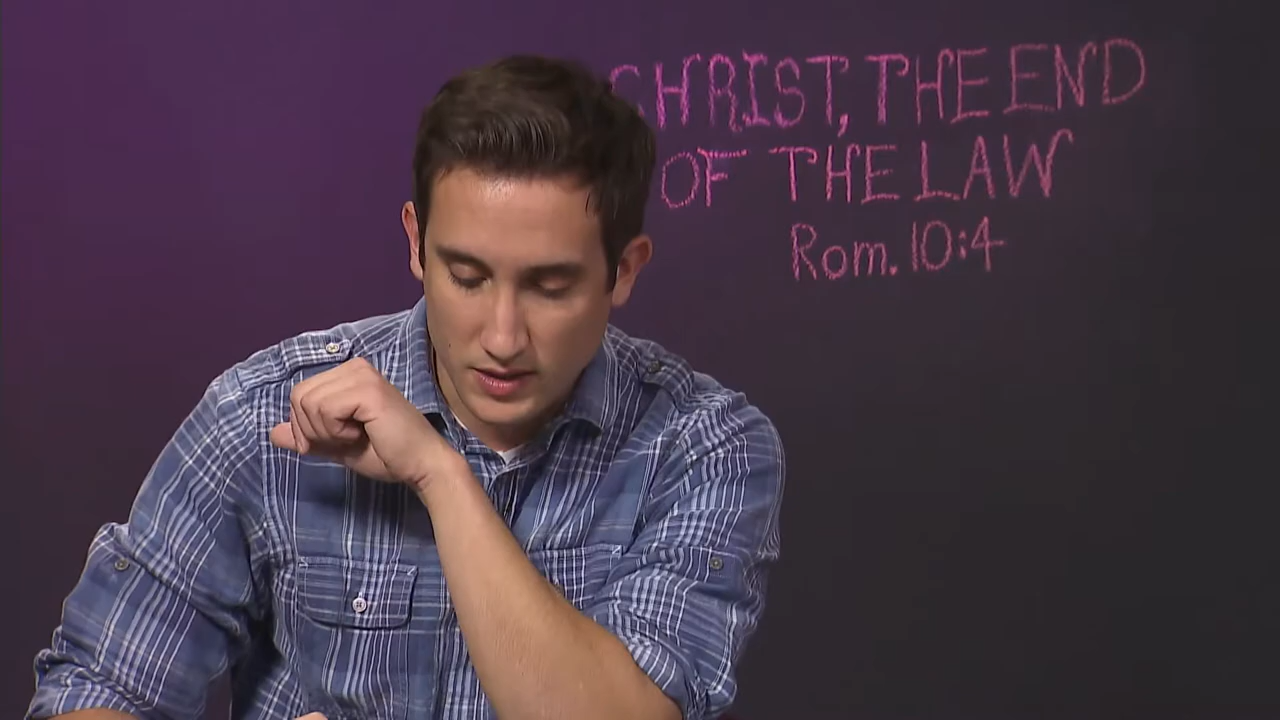 CHRIST, THE END
OF THE LAW
Rom. 10:4